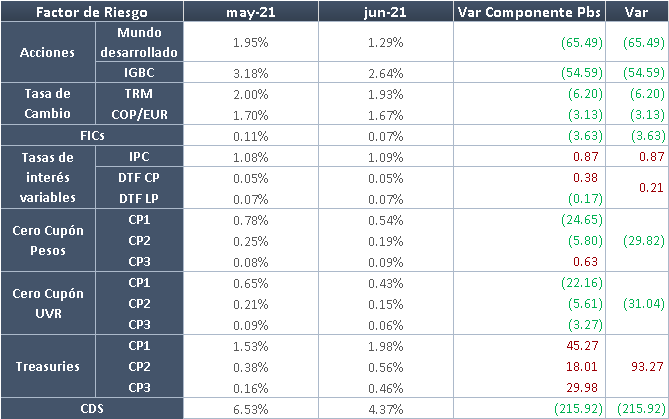 Factor de Riesgo may-21 jun-21 Var Componente Pbs Var
Acciones Mundo desarrollado 1.95% 1.29% (65.49) (65.49)
IGBC 3.18% 2.64% (54.59) (54.59)
Tasa de Cambio TRM 2.00% 1.93% (6.20) (6.20)
COP/EUR 1.70% 1.67% (3.13) (3.13)
FICs 0.11% 0.07% (3.63) (3.63)
Tasas de interés variables IPC 1.08% 1.09% 0.87 0.87
DTF CP 0.05% 0.05% 0.38 0.21
DTF LP 0.07% 0.07% (0.17)
Cero Cupón Pesos CP1 0.78% 0.54% (24.65) (29.82)
CP2 0.25% 0.19% (5.80)
CP3 0.08% 0.09% 0.63
Cero Cupón UVR CP1 0.65% 0.43% (22.16) (31.04)
CP2 0.21% 0.15% (5.61)
CP3 0.09% 0.06% (3.27)
Treasuries CP1 1.53% 1.98% 45.27 93.27
CP2 0.38% 0.56% 18.01
CP3 0.16% 0.46% 29.98
CDS 6.53% 4.37% (215.92) (215.92)